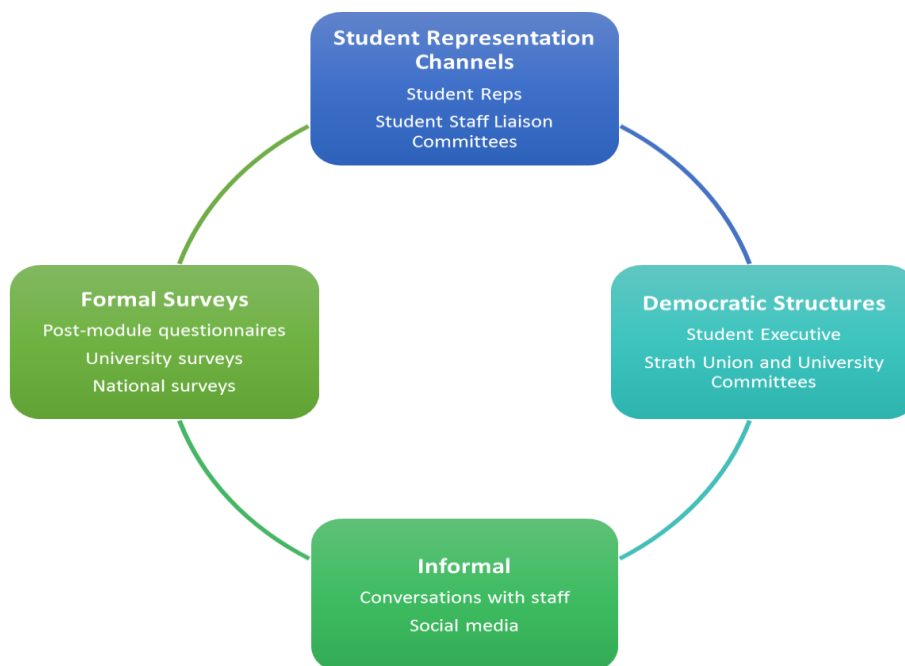 Student Representation
Channels
Student Reps
Student Staff Liaison
Committees
Formal Surveys
Post-module questionnaires
University surveys
National surveys
Democratic Structures
Student Executive
Strath Union and University
Committees
Informal
Conversations with staff
Social media